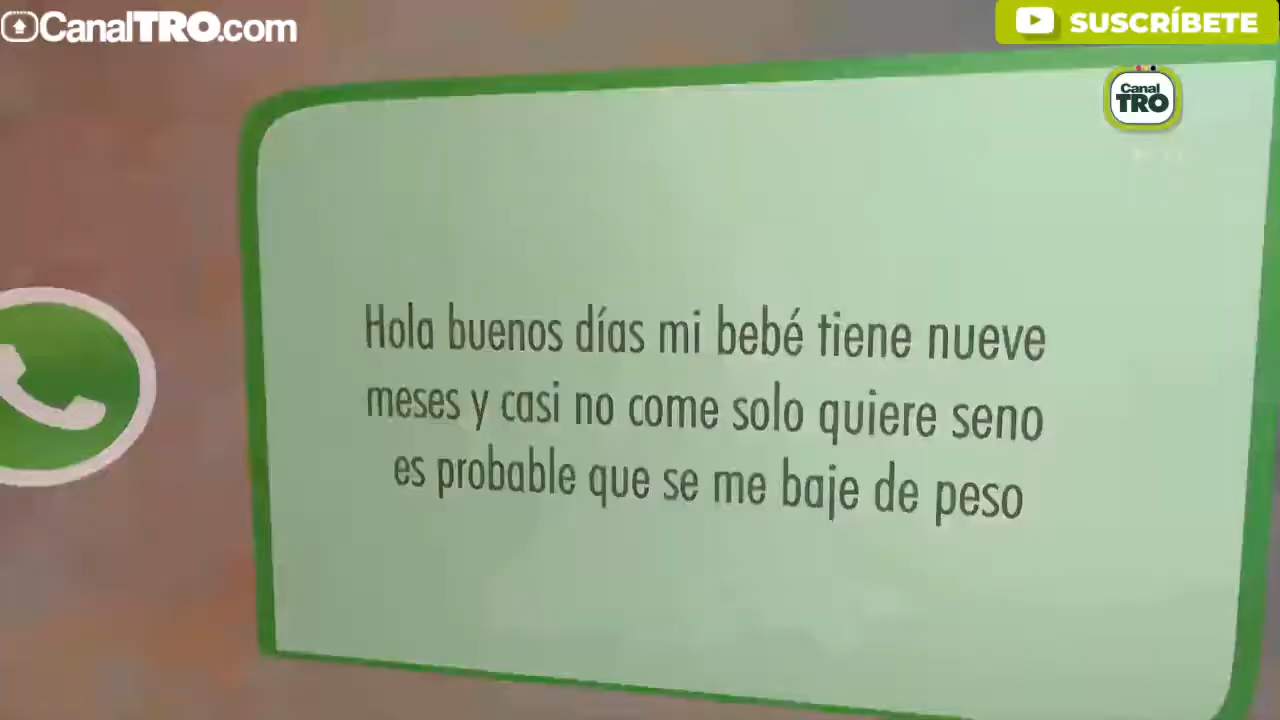 CanalTRO.com
SUSCRÍBETE
Canal
TRO
Hola buenos días mi bebé tiene nueve
meses y casi no come solo quiere seno
es probable que se me baje de peso